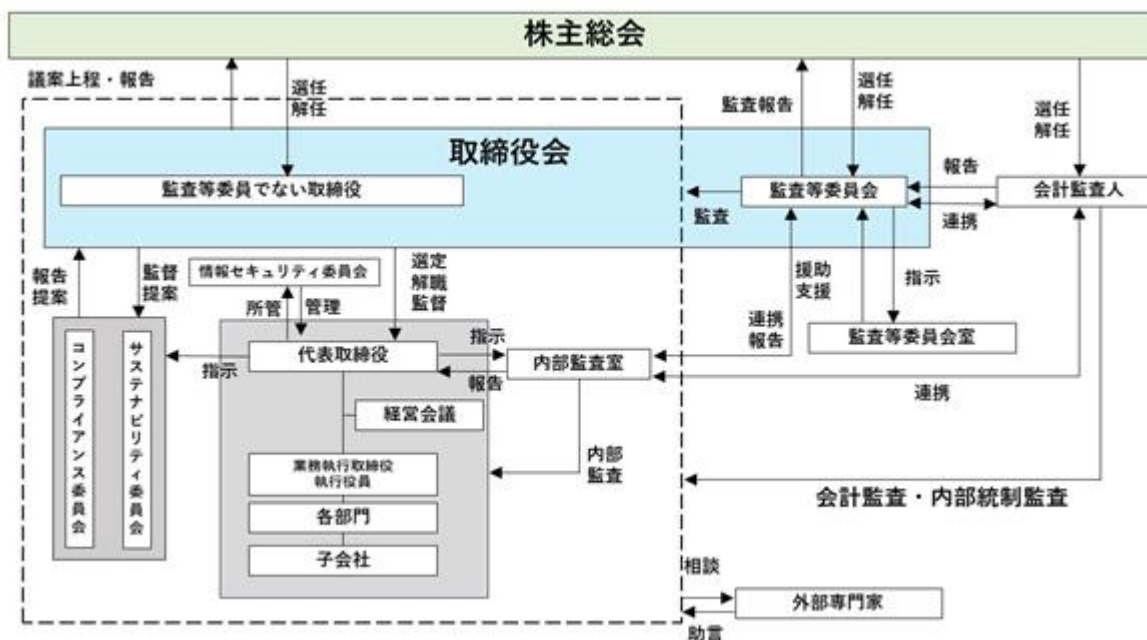 株主総会
議案上程・報告
選任
解任
監査報告
選任
解任
選任
解任
取締役会
監査等委員でない取締役
監査等委員会
報告
会計監査人
監査
連携
報告
提案
監督
提案
情報セキュリティ委員会
選定
解職
監督
援助
支援
指示
所管
管理
連携
報告
監査等委員会室
コンプライアンス委員会
サステナビリティ委員会
指示
代表取締役
指示
報告
内部監査室
連携
経営会議
内部
監査
業務執行取締役
執行役員
会計監査・内部統制監査
各部門
子会社
相談
外部専門家
助言